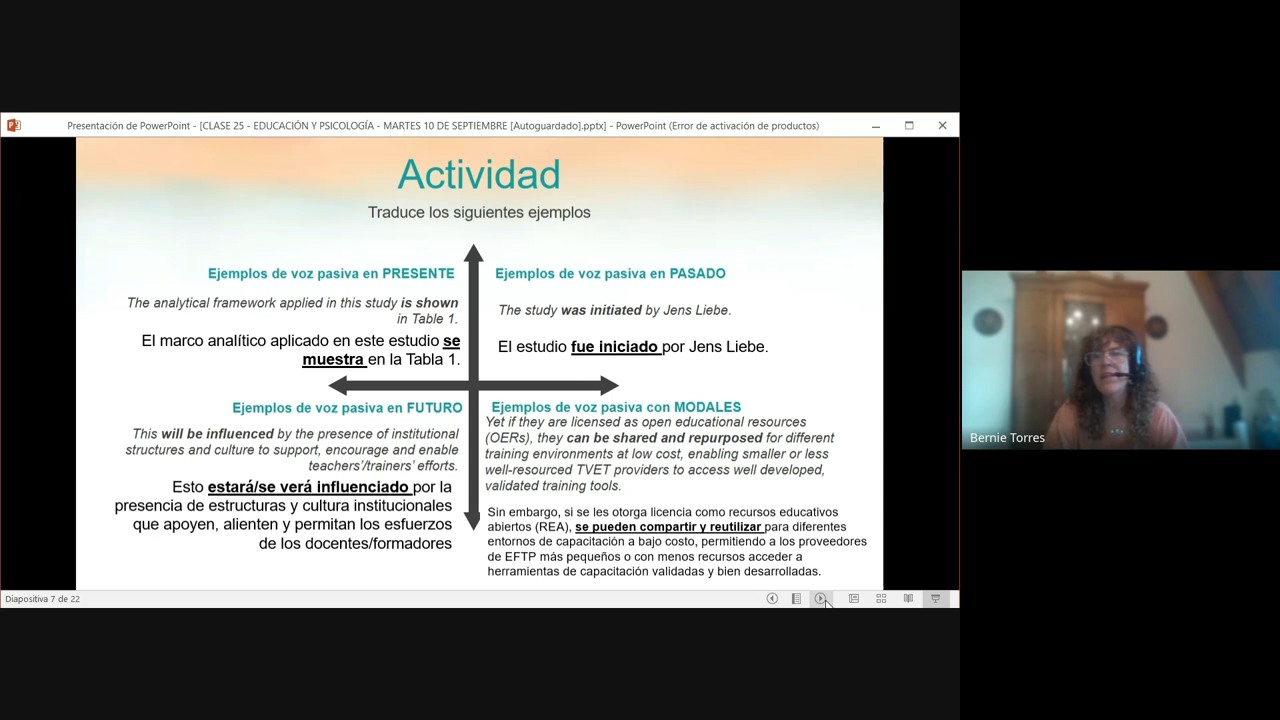 Presentación de PowerPoint - [CLASE 25 - EDUCACIÓN Y PSICOLOGÍA - MARTES 10 DE SEPTIEMBRE [Autoguardado].pptx] - PowerPoint (Error de activación de productos)
Actividad
Traduce los siguientes ejemplos
Ejemplos de voz pasiva en PRESENTE
The analytical framework applied in this study is shown
in Table 1.
El marco analítico aplicado en este estudio se
muestra en la Tabla 1.
Ejemplos de voz pasiva en PASADO
The study was initiated by Jens Liebe.
El estudio fue iniciado por Jens Liebe.
Ejemplos de voz pasiva en FUTURO
This will be influenced by the presence of institutional
structures and culture to support, encourage and enable
teachers'/trainers' efforts.
Esto estará/se verá influenciado por la
presencia de estructuras y cultura institucionales
que apoyen, alienten y permitan los esfuerzos
de los docentes/formadores
Ejemplos de voz pasiva con MODALES
Yet if they are licensed as open educational resources
(OERs), they can be shared and repurposed for different
training environments at low cost, enabling smaller or less
well-resourced TVET providers to access well developed,
validated training tools.
Sin embargo, si se les otorga licencia como recursos educativos
abiertos (REA), se pueden compartir y reutilizar para diferentes
entornos de capacitación a bajo costo, permitiendo a los proveedores
de EFTP más pequeños o con menos recursos acceder a
herramientas de capacitación validadas y bien desarrolladas.
Diapositiva 7 de 22
Bernie Torres